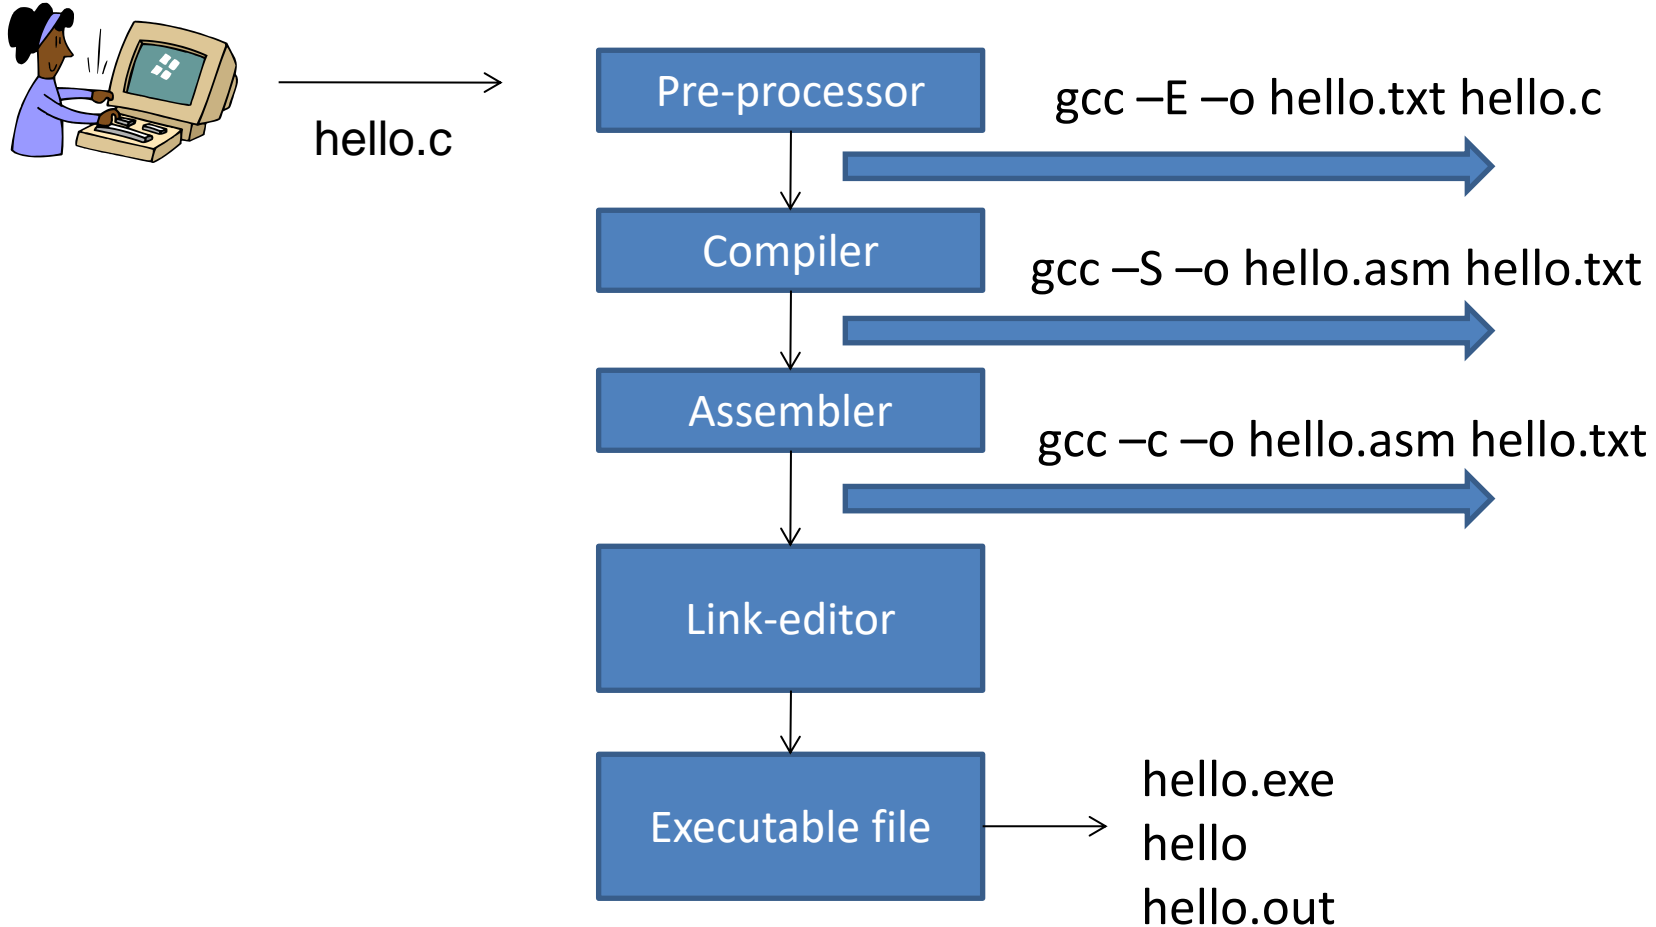 hello.c
Pre-processor
gcc –E –o hello.txt hello.c
Compiler
gcc –S –o hello.asm hello.txt
Assembler
gcc –c –o hello.asm hello.txt
Link-editor
Executable file
hello.exe
hello
hello.out